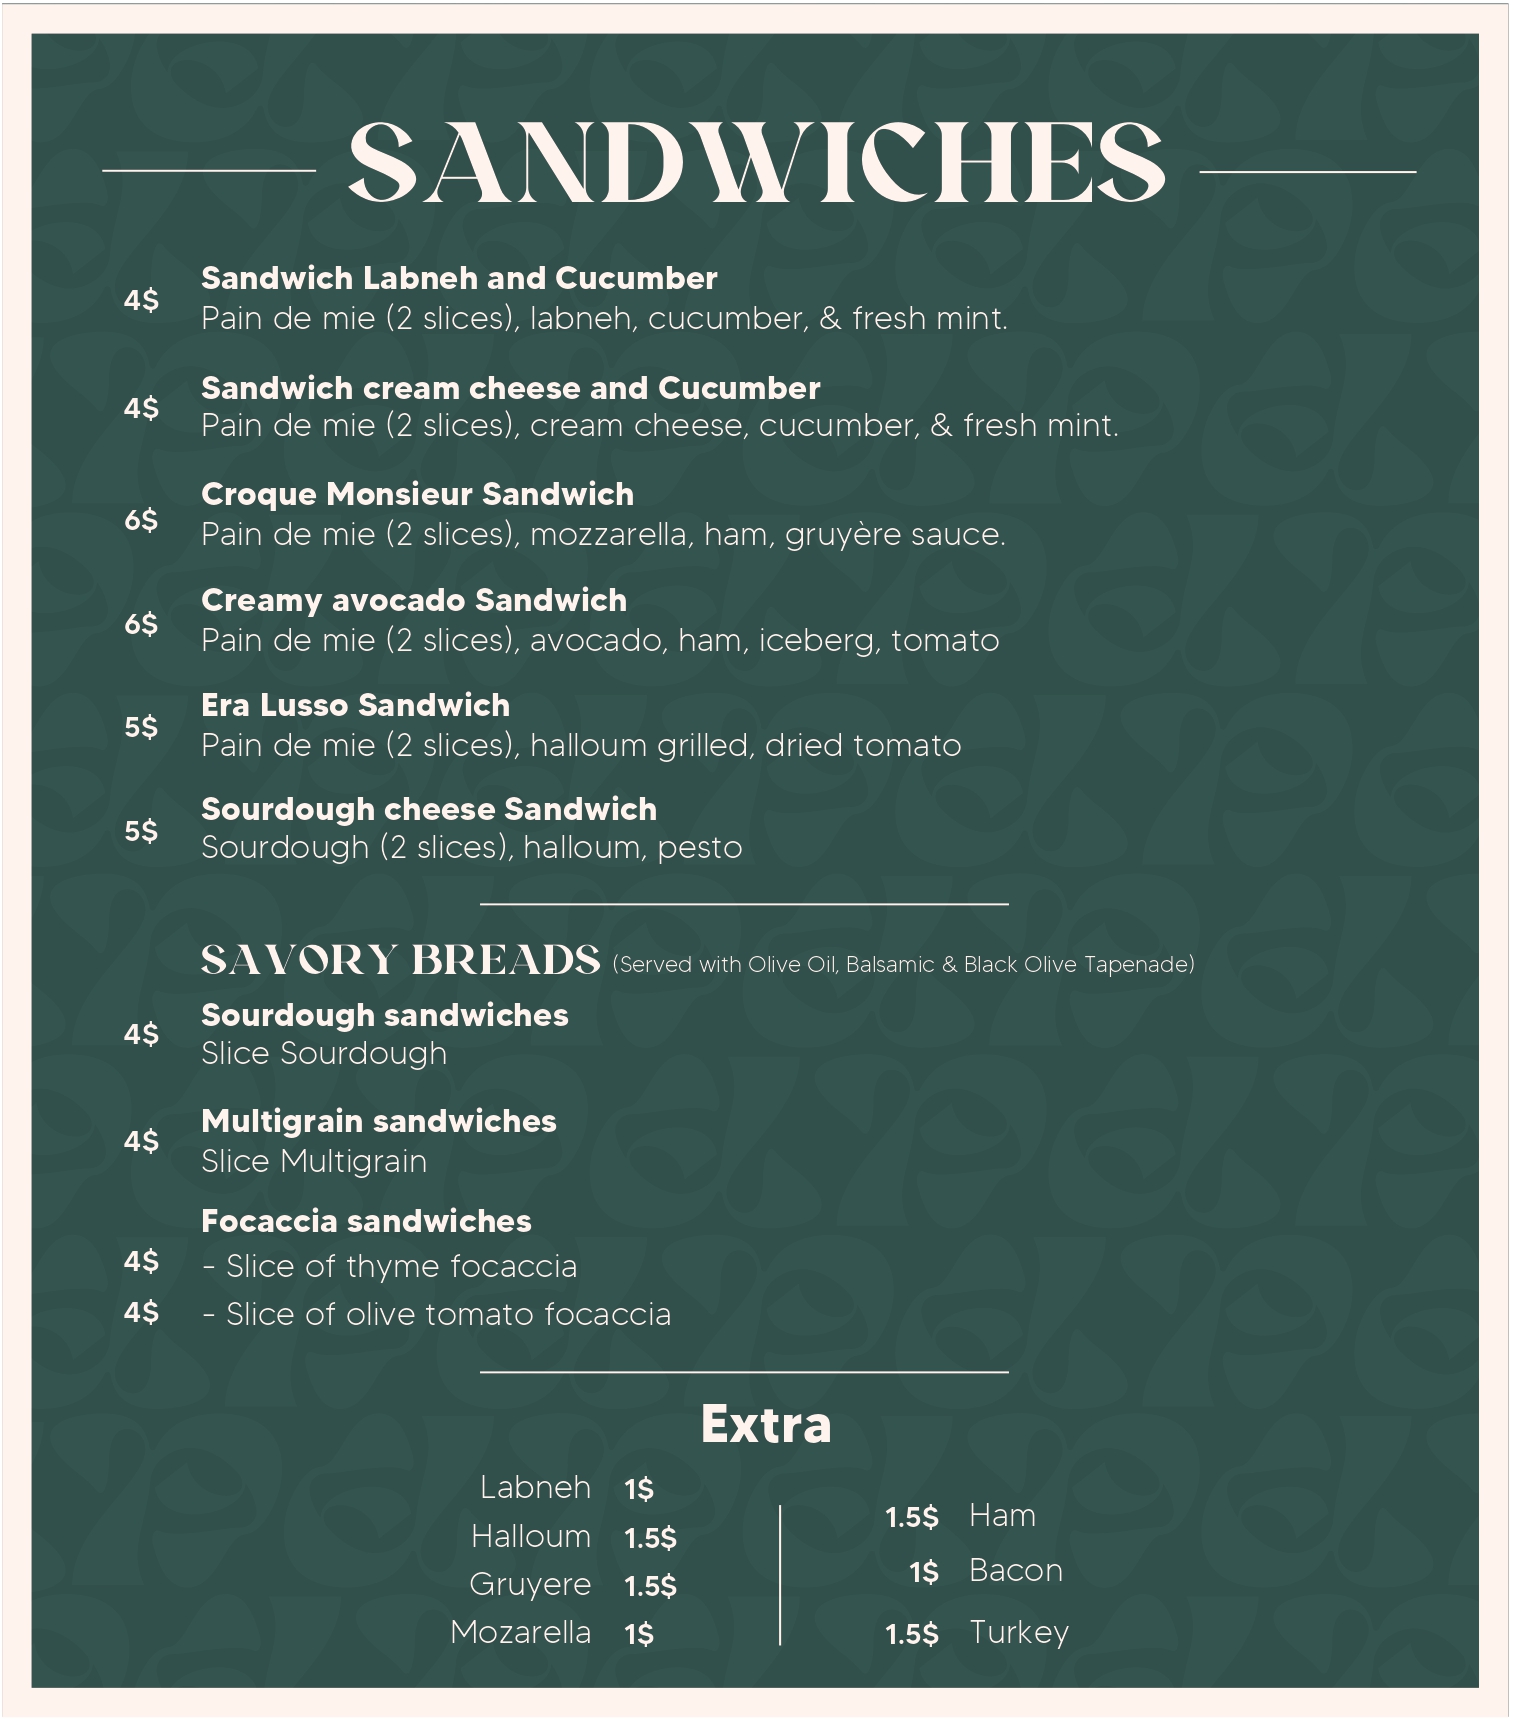 SANDWICHES
4$ Sandwich Labneh and Cucumber
Pain de mie (2 slices), labneh, cucumber, & fresh mint.
4$ Sandwich cream cheese and Cucumber
Pain de mie (2 slices), cream cheese, cucumber, & fresh mint.
6$ Croque Monsieur Sandwich
Pain de mie (2 slices), mozzarella, ham, gruyère sauce.
6$ Creamy avocado Sandwich
Pain de mie (2 slices), avocado, ham, iceberg, tomato
5$ Era Lusso Sandwich
Pain de mie (2 slices), halloum grilled, dried tomato
5$ Sourdough cheese Sandwich
Sourdough (2 slices), halloum, pesto
SAVORY BREADS (Served with Olive Oil, Balsamic & Black Olive Tapenade)
4$ Sourdough sandwiches
Slice Sourdough
4$ Multigrain sandwiches
Slice Multigrain
Focaccia sandwiches
4$ - Slice of thyme focaccia
4$ - Slice of olive tomato focaccia
Extra
Labneh 1$
Halloum 1.5$
Gruyere 1.5$
Mozarella 1$
1.5$ Ham
1$ Bacon
1.5$ Turkey